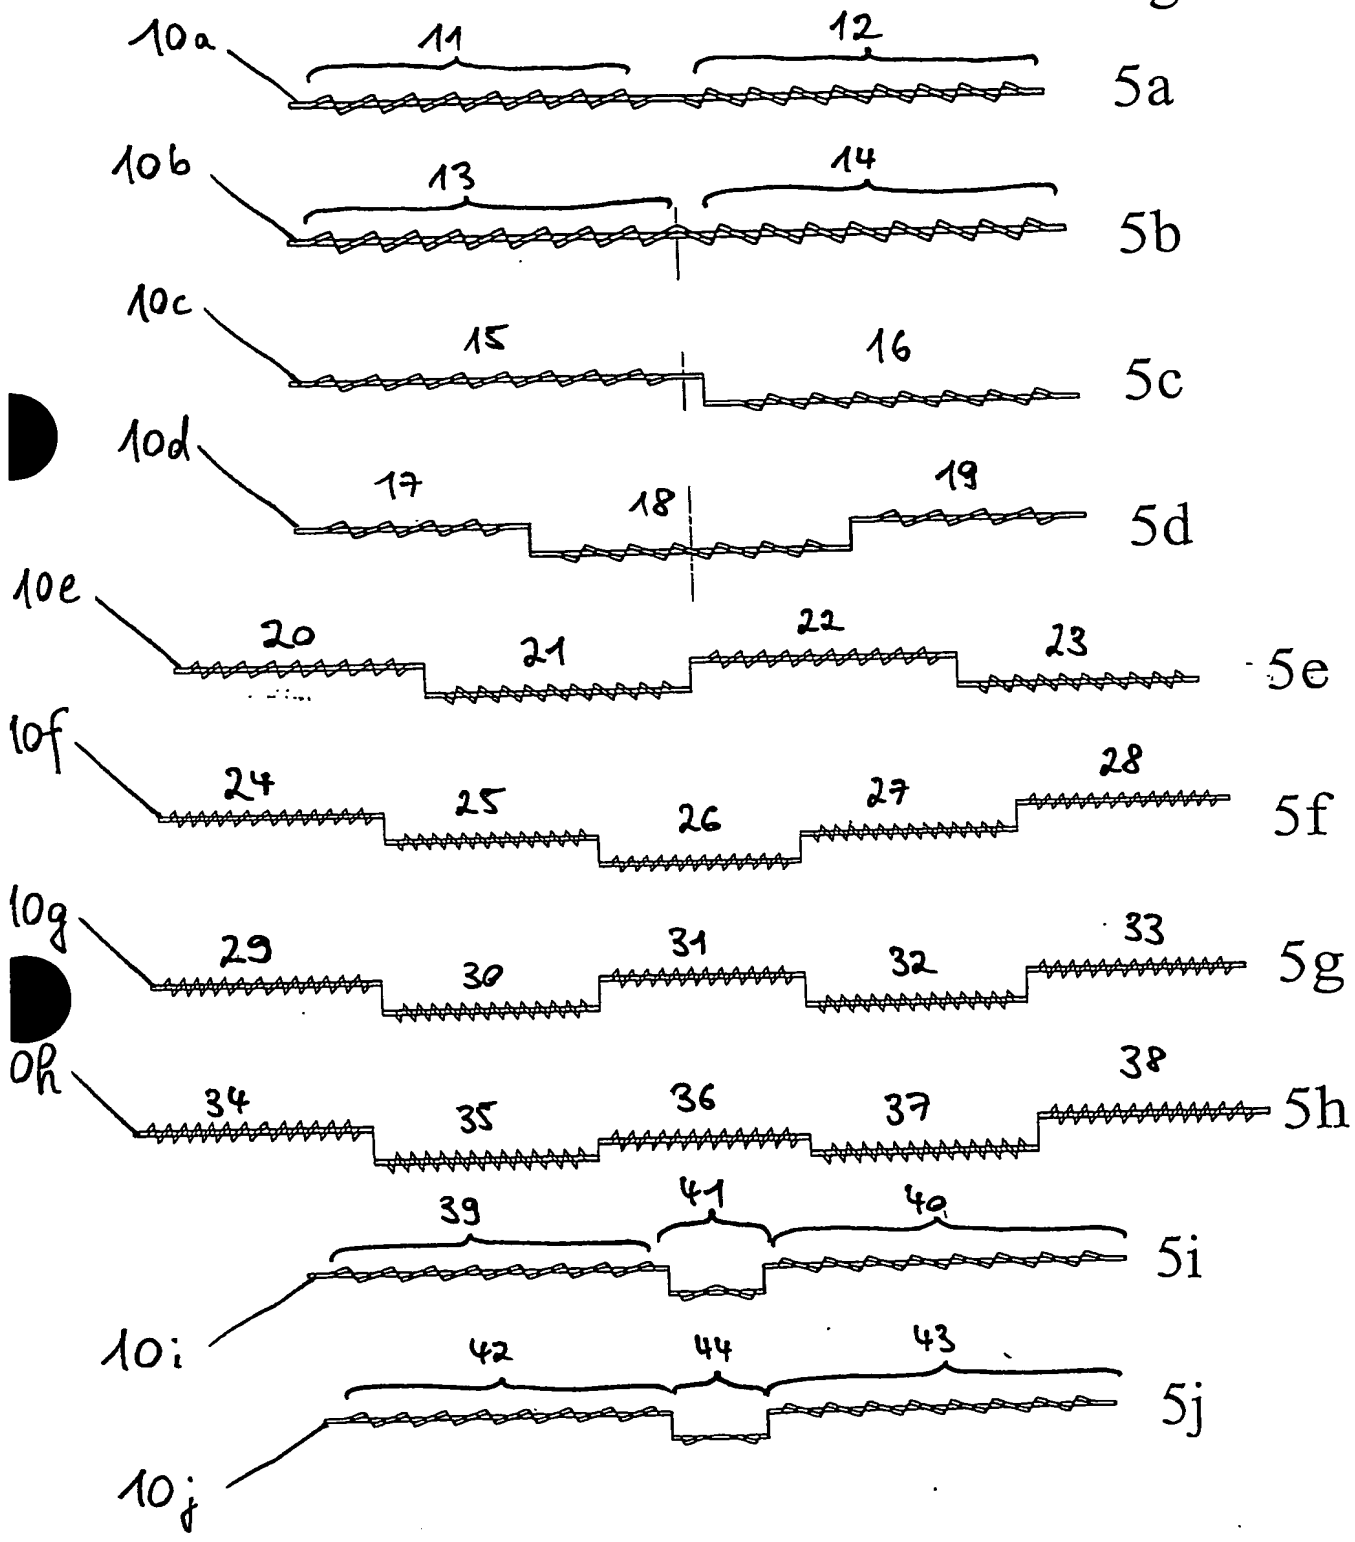 10a 11 12 5a
10b 13 14 5b
10c 15 16 5c
10d 17 18 19 5d
10e 20 21 22 23 5e
10f 24 25 26 27 28 5f
10g 29 30 31 32 33 5g
0h 34 35 36 37 38 5h
39 41 40 5i
10i
42 44 43 5j
10j